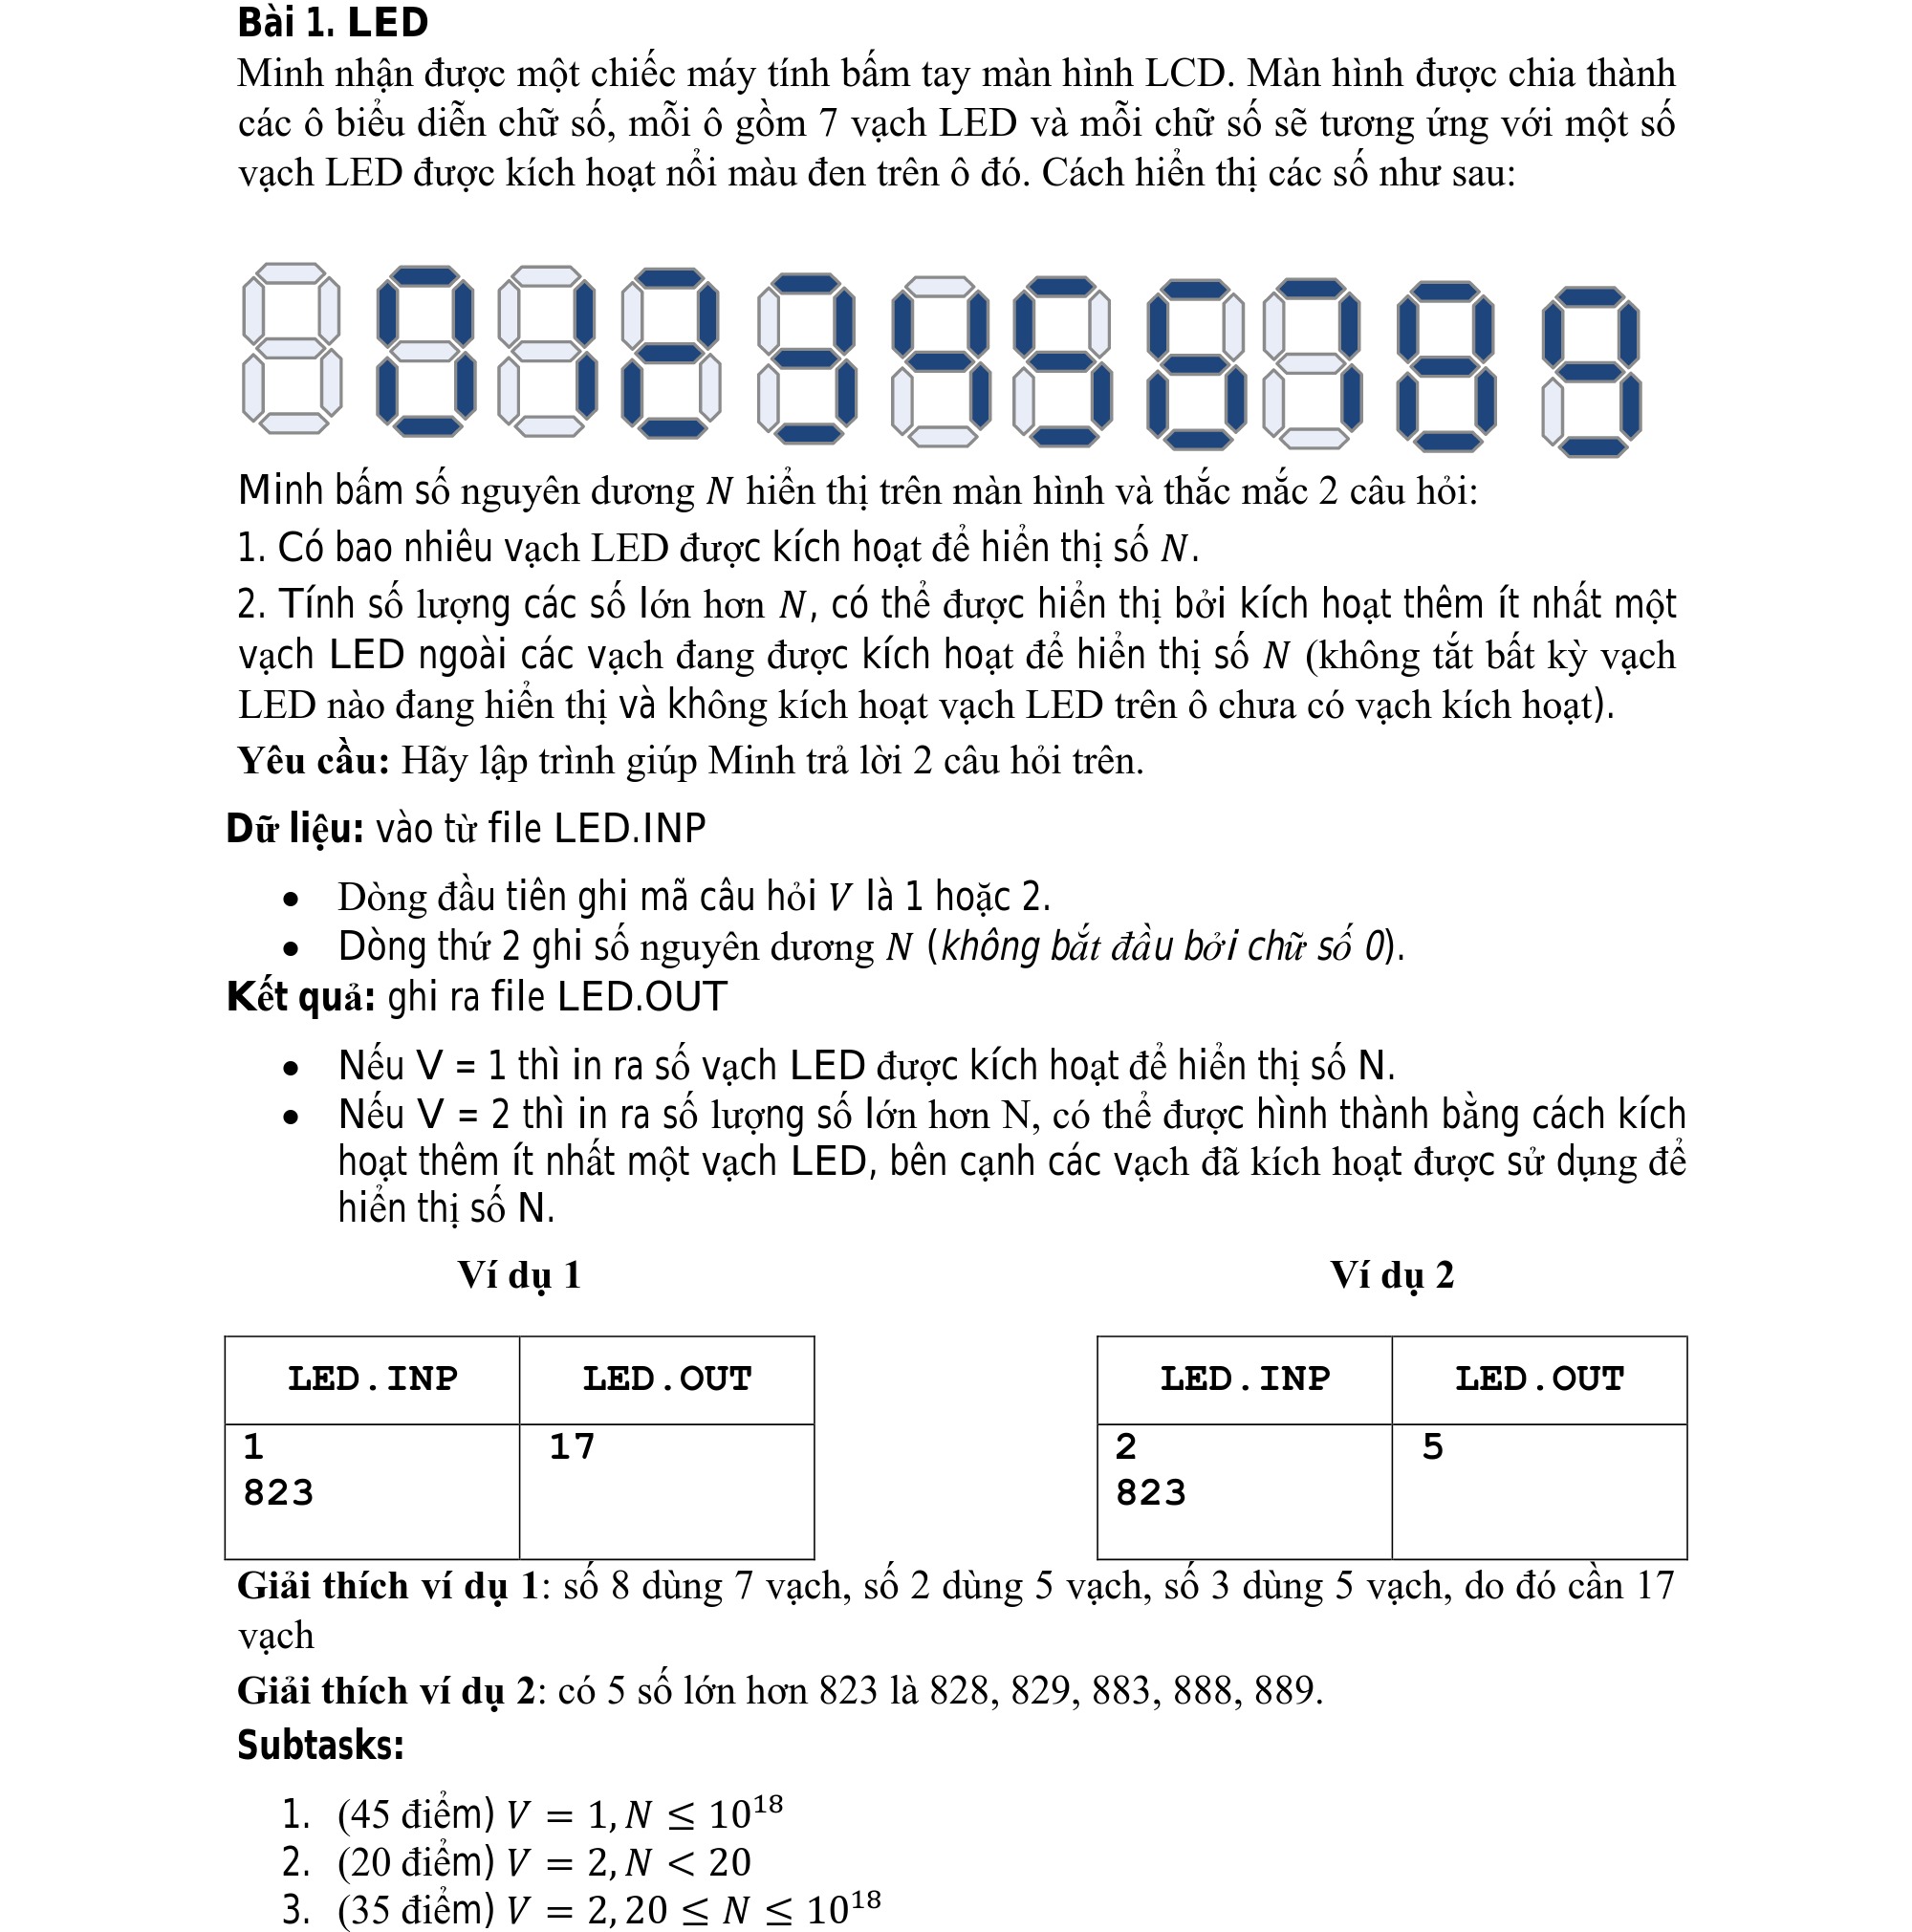 Bài 1. LED
Minh nhận được một chiếc máy tính bấm tay màn hình LCD. Màn hình được chia thành
các ô biểu diễn chữ số, mỗi ô gồm 7 vạch LED và mỗi chữ số sẽ tương ứng với một số
vạch LED được kích hoạt nổi màu đen trên ô đó. Cách hiển thị các số như sau:
8 0 1 2 3 4 5 6 7 8 9
Minh bấm số nguyên dương N hiển thị trên màn hình và thắc mắc 2 câu hỏi:
1. Có bao nhiêu vạch LED được kích hoạt để hiển thị số N.
2. Tính số lượng các số lớn hơn N, có thể được hiển thị bởi kích hoạt thêm ít nhất một
vạch LED ngoài các vạch đang được kích hoạt để hiển thị số N (không tắt bất kỳ vạch
LED nào đang hiển thị và không kích hoạt vạch LED trên ô chưa có vạch kích hoạt).
Yêu cầu: Hãy lập trình giúp Minh trả lời 2 câu hỏi trên.
Dữ liệu: vào từ file LED.INP
• Dòng đầu tiên ghi mã câu hỏi V là 1 hoặc 2.
• Dòng thứ 2 ghi số nguyên dương N (không bắt đầu bởi chữ số 0).
Kết quả: ghi ra file LED.OUT
• Nếu V = 1 thì in ra số vạch LED được kích hoạt để hiển thị số N.
• Nếu V = 2 thì in ra số lượng số lớn hơn N, có thể được hình thành bằng cách kích
hoạt thêm ít nhất một vạch LED, bên cạnh các vạch đã kích hoạt được sử dụng để
hiển thị số N.
Ví dụ 1 Ví dụ 2
LED.INP LED.OUT LED.INP LED.OUT
1 17 2 5
823 823
Giải thích ví dụ 1: số 8 dùng 7 vạch, số 2 dùng 5 vạch, số 3 dùng 5 vạch, do đó cần 17
vạch
Giải thích ví dụ 2: có 5 số lớn hơn 823 là 828, 829, 883, 888, 889.
Subtasks:
1. (45 điểm) V = 1, N ≤ 10^18
2. (20 điểm) V = 2, N < 20
3. (35 điểm) V = 2, 20 ≤ N ≤ 10^18